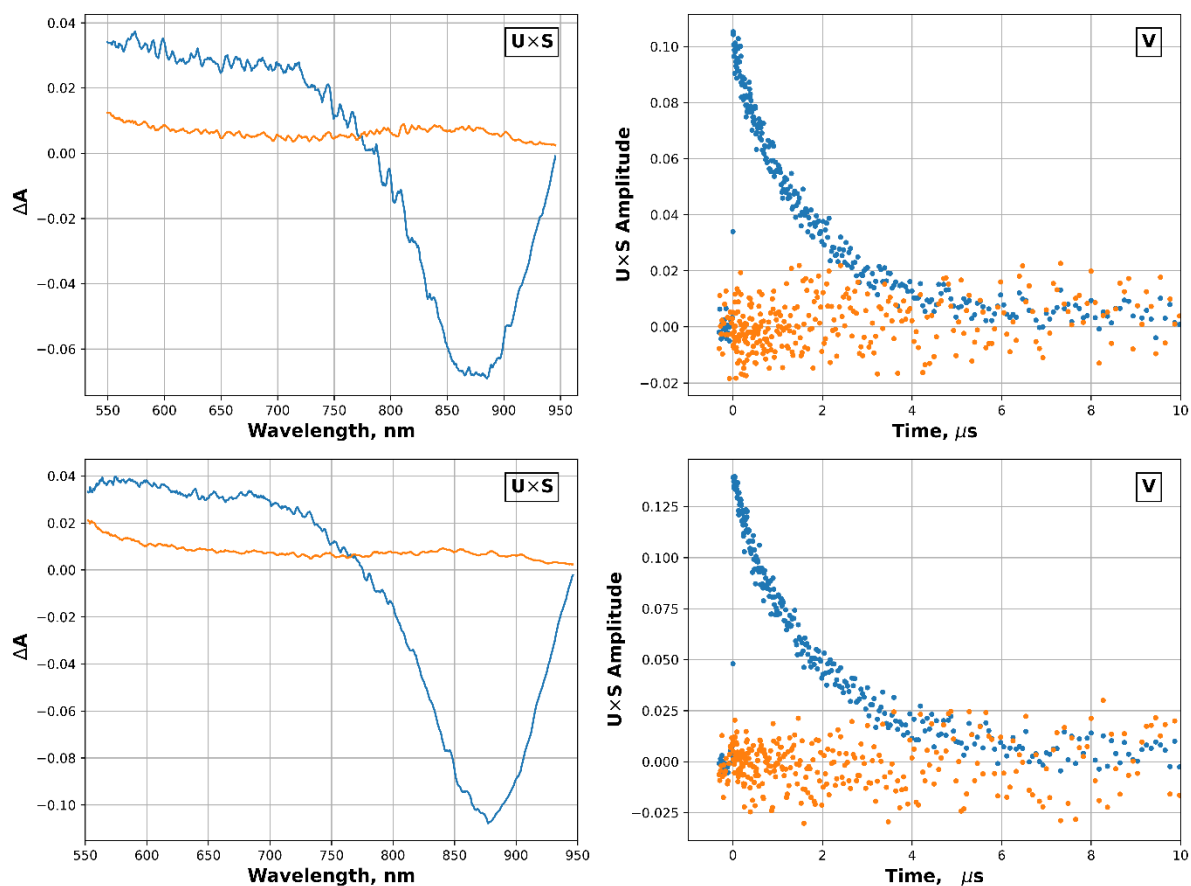 U×S
ΔA
0.04
0.02
0.00
−0.02
−0.04
−0.06
550 600 650 700 750 800 850 900 950
Wavelength, nm
V
U×S Amplitude
0.10
0.08
0.06
0.04
0.02
0.00
−0.02
0 2 4 6 8 10
Time, μs
U×S
ΔA
0.04
0.02
0.00
−0.02
−0.04
−0.06
−0.08
−0.10
550 600 650 700 750 800 850 900 950
Wavelength, nm
V
U×S Amplitude
0.125
0.100
0.075
0.050
0.025
0.000
−0.025
0 2 4 6 8 10
Time, μs